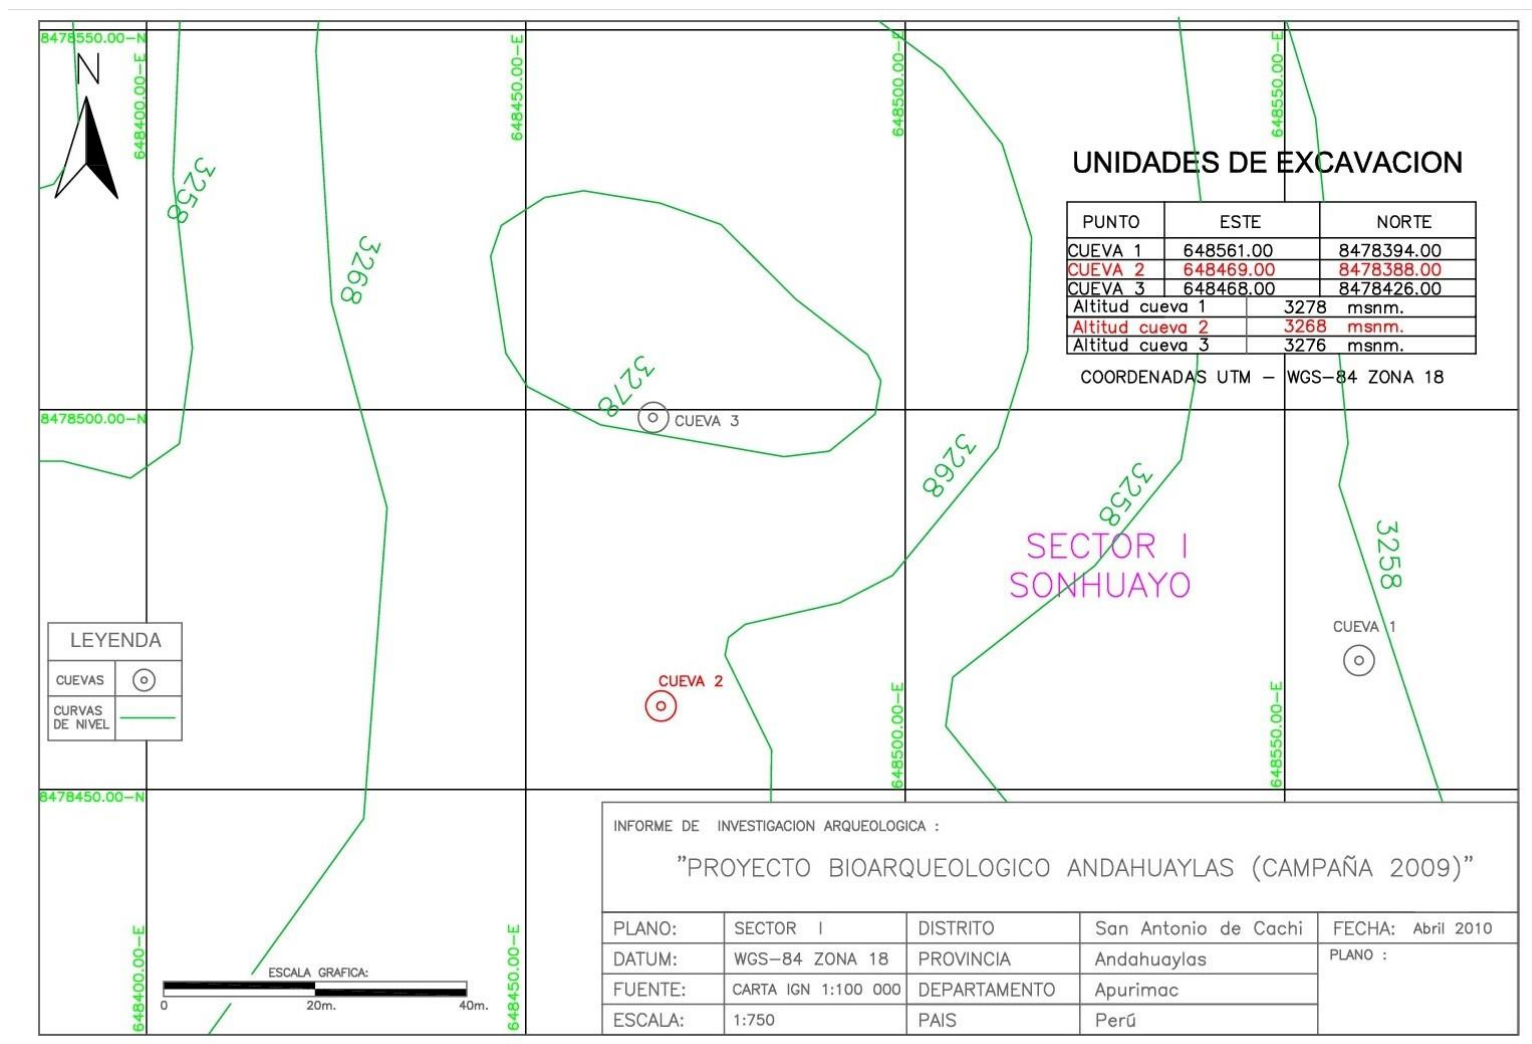 8478550.00-N
N
648400.00-E
648450.00-E
648500.00-E
648550.00-E
3258
3268
UNIDADES DE EXCAVACION
PUNTO ESTE NORTE
CUEVA 1 648561.00 8478394.00
CUEVA 2 648469.00 8478388.00
CUEVA 3 648468.00 8478426.00
Altitud cueva 1 3278 msnm.
Altitud cueva 2 3268 msnm.
Altitud cueva 3 3276 msnm.
COORDENADAS UTM - WGS-84 ZONA 18
3278
8478500.00-N
CUEVA 3
3268
3258
3258
SECTOR I
SONHUAYO
CUEVA 1
LEYENDA
CUEVAS
CURVAS
DE NIVEL
CUEVA 2
648500.00-E
648550.00-E
8478450.00-N
INFORME DE INVESTIGACION ARQUEOLOGICA :
"PROYECTO BIOARQUEOLOGICO ANDAHUAYLAS (CAMPAÑA 2009)"
PLANO: SECTOR I DISTRITO San Antonio de Cachi FECHA: Abril 2010
DATUM: WGS-84 ZONA 18 PROVINCIA Andahuaylas PLANO :
FUENTE: CARTA IGN 1:100 000 DEPARTAMENTO Apurimac
ESCALA: 1:750 PAIS Perú
648400.00-E
648450.00-E
ESCALA GRAFICA:
0 20m. 40m.